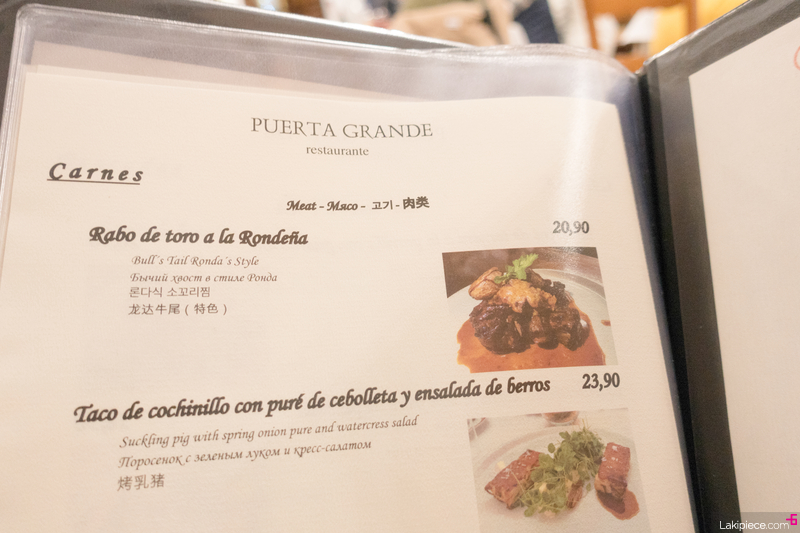 PUERTA GRANDE
restaurante
Carnes
Meat - Мясо - 고기 - 肉类
Rabo de toro a la Rondeña 20,90
Bull´s Tail Ronda´s Style
Бычий хвост в стиле Ронда
론다식 소꼬리찜
龙达牛尾 ( 特色 )
Taco de cochinillo con puré de cebolleta y ensalada de berros 23,90
Suckling pig with spring onion pure and watercress salad
Поросенок с зеленым луком и кресс-салатом
烤乳猪
Lakipiece.com